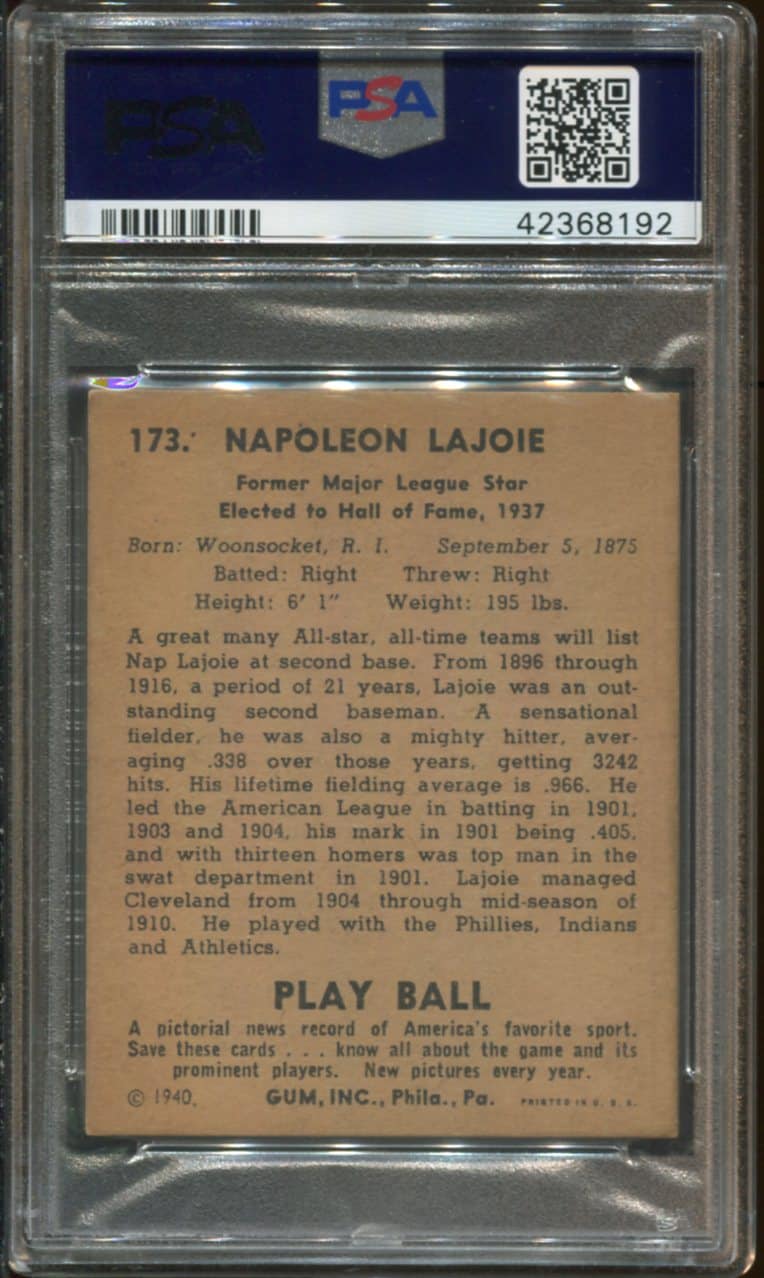 PSA
PSA
42368192
173. NAPOLEON LAJOIE
Former Major League Star
Elected to Hall of Fame, 1937
Born: Woonsocket, R. I. September 5, 1875
Batted: Right Threw: Right
Height: 6' 1" Weight: 195 lbs.
A great many All-star, all-time teams will list
Nap Lajoie at second base. From 1896 through
1916, a period of 21 years, Lajoie was an out-
standing second baseman. A sensational
fielder, he was also a mighty hitter, aver-
aging .338 over those years, getting 3242
hits. His lifetime fielding average is .966. He
led the American League in batting in 1901,
1903 and 1904, his mark in 1901 being .405,
and with thirteen homers was top man in the
swat department in 1901. Lajoie managed
Cleveland from 1904 through mid-season of
1910. He played with the Phillies, Indians
and Athletics.
PLAY BALL
A pictorial news record of America's favorite sport.
Save these cards . . . know all about the game and its
prominent players. New pictures every year.
© 1940, GUM, INC., Phila., Pa. PRINTED IN U. S. A.